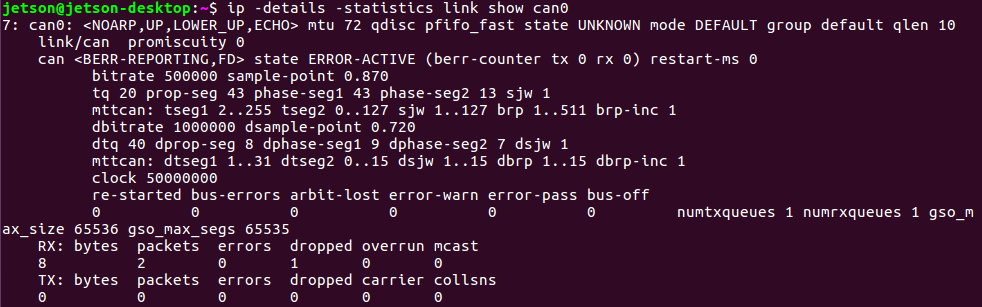 jetson@jetson-desktop:~$ ip -details -statistics link show can0
7: can0: <NOARP,UP,LOWER_UP,ECHO> mtu 72 qdisc pfifo_fast state UNKNOWN mode DEFAULT group default qlen 10
    link/can  promiscuity 0
    can <BERR-REPORTING,FD> state ERROR-ACTIVE (berr-counter tx 0 rx 0) restart-ms 0
          bitrate 500000 sample-point 0.870
          tq 20 prop-seg 43 phase-seg1 43 phase-seg2 13 sjw 1
          mttcan: tseg1 2..255 tseg2 0..127 sjw 1..127 brp 1..511 brp-inc 1
          dbitrate 1000000 dsample-point 0.720
          dtq 40 dprop-seg 8 dphase-seg1 9 dphase-seg2 7 dsjw 1
          mttcan: dtseg1 1..31 dtseg2 0..15 dsjw 1..15 dbrp 1..15 dbrp-inc 1
          clock 50000000
          re-started bus-errors arbit-lost error-warn error-pass bus-off
          0          0          0          0          0          0         numtxqueues 1 numrxqueues 1 gso_m
ax_size 65536 gso_max_segs 65535
    RX: bytes  packets  errors  dropped overrun mcast
    8          2        0       1       0       0
    TX: bytes  packets  errors  dropped carrier collsns
    0          0        0       0       0       0